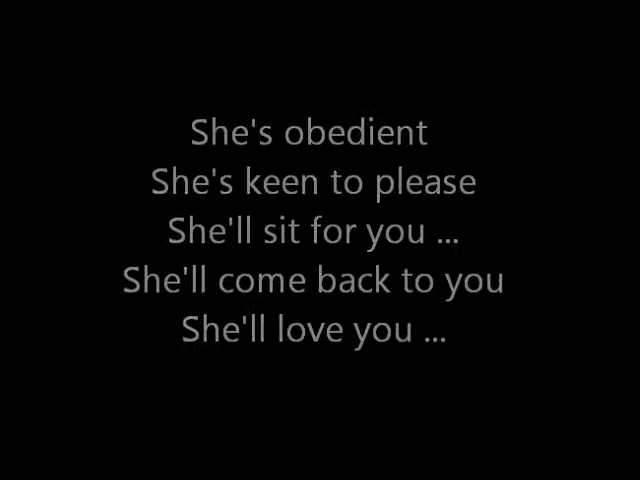 She's obedient
She's keen to please
She'll sit for you ...
She'll come back to you
She'll love you ...